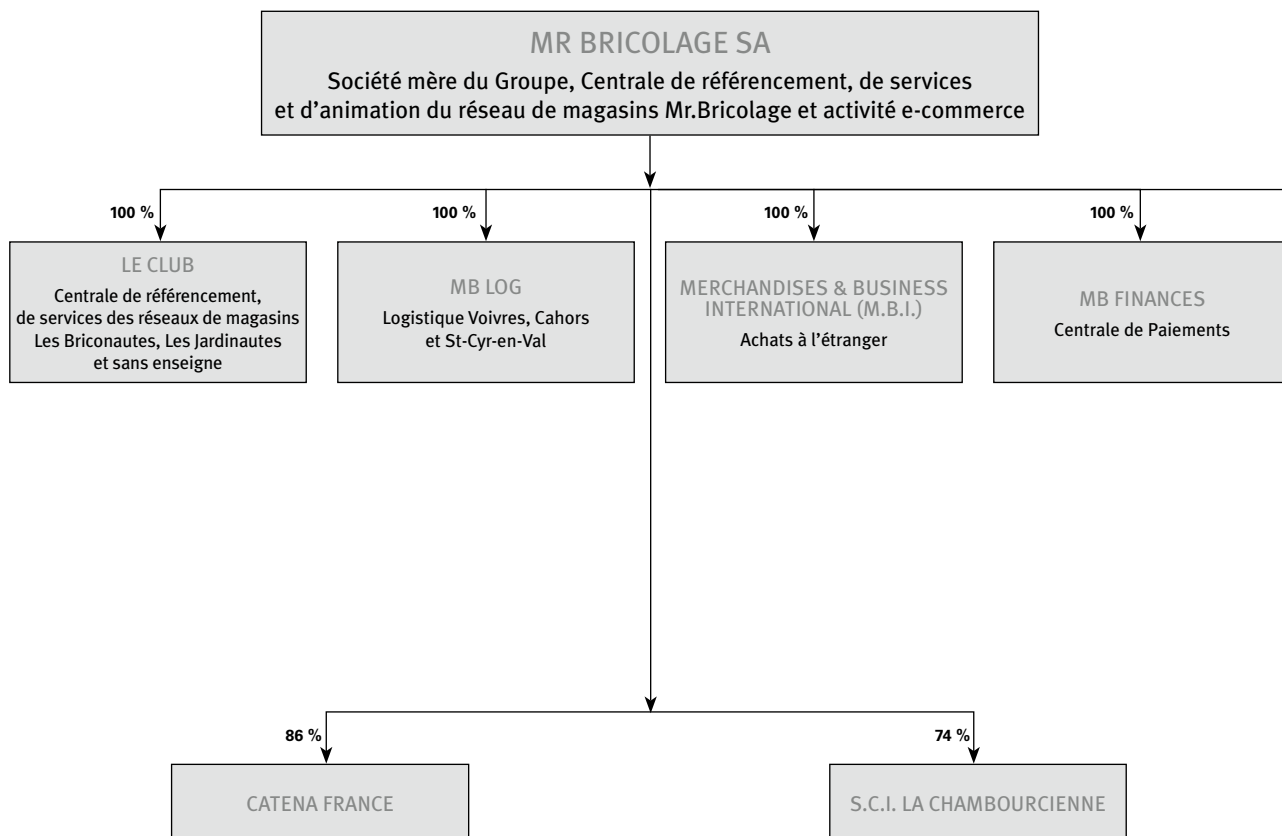 MR BRICOLAGE SA
Société mère du Groupe, Centrale de référencement, de services
et d'animation du réseau de magasins Mr.Bricolage et activité e-commerce
100 %
100 %
100 %
100 %
LE CLUB
Centrale de référencement,
de services des réseaux de magasins
Les Briconautes, Les Jardinautes
et sans enseigne
MB LOG
Logistique Voivres, Cahors
et St-Cyr-en-Val
MERCHANDISES & BUSINESS
INTERNATIONAL (M.B.I.)
Achats à l'étranger
MB FINANCES
Centrale de Paiements
86 %
74 %
CATENA FRANCE
S.C.I. LA CHAMBOURCIENNE